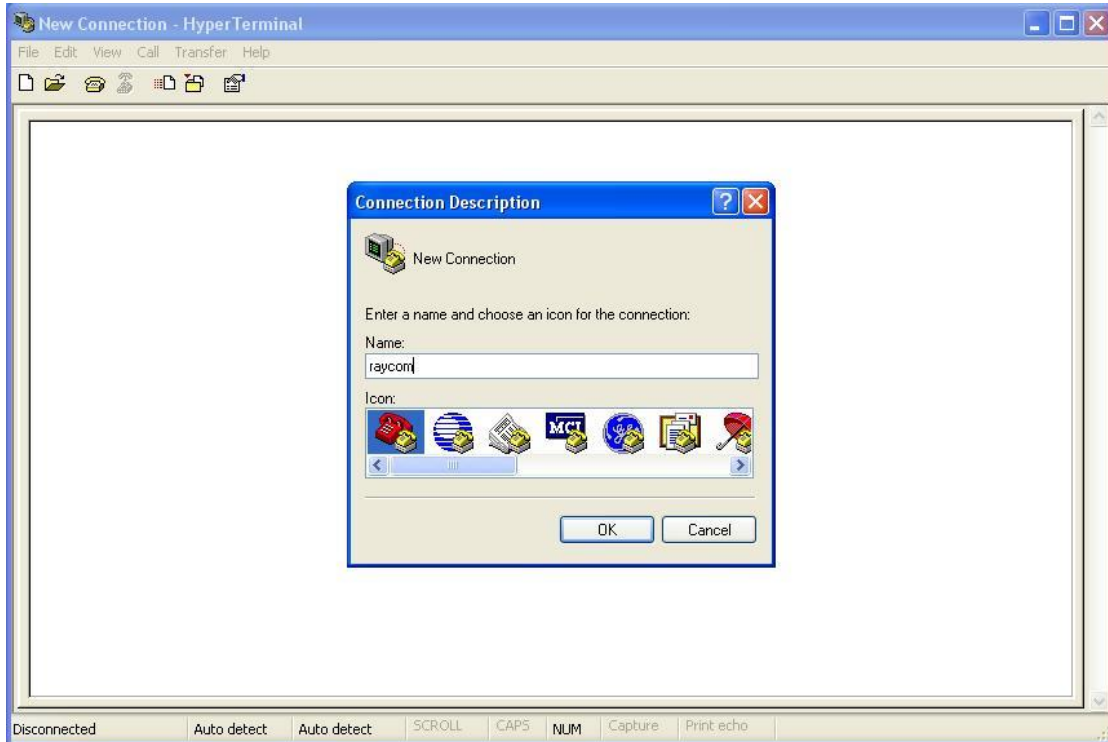 New Connection - HyperTerminal
File Edit View Call Transfer Help
Connection Description
New Connection
Enter a name and choose an icon for the connection:
Name:
raycom
Icon:
MCI
OK Cancel
Disconnected Auto detect Auto detect SCROLL CAPS NUM Capture Print echo